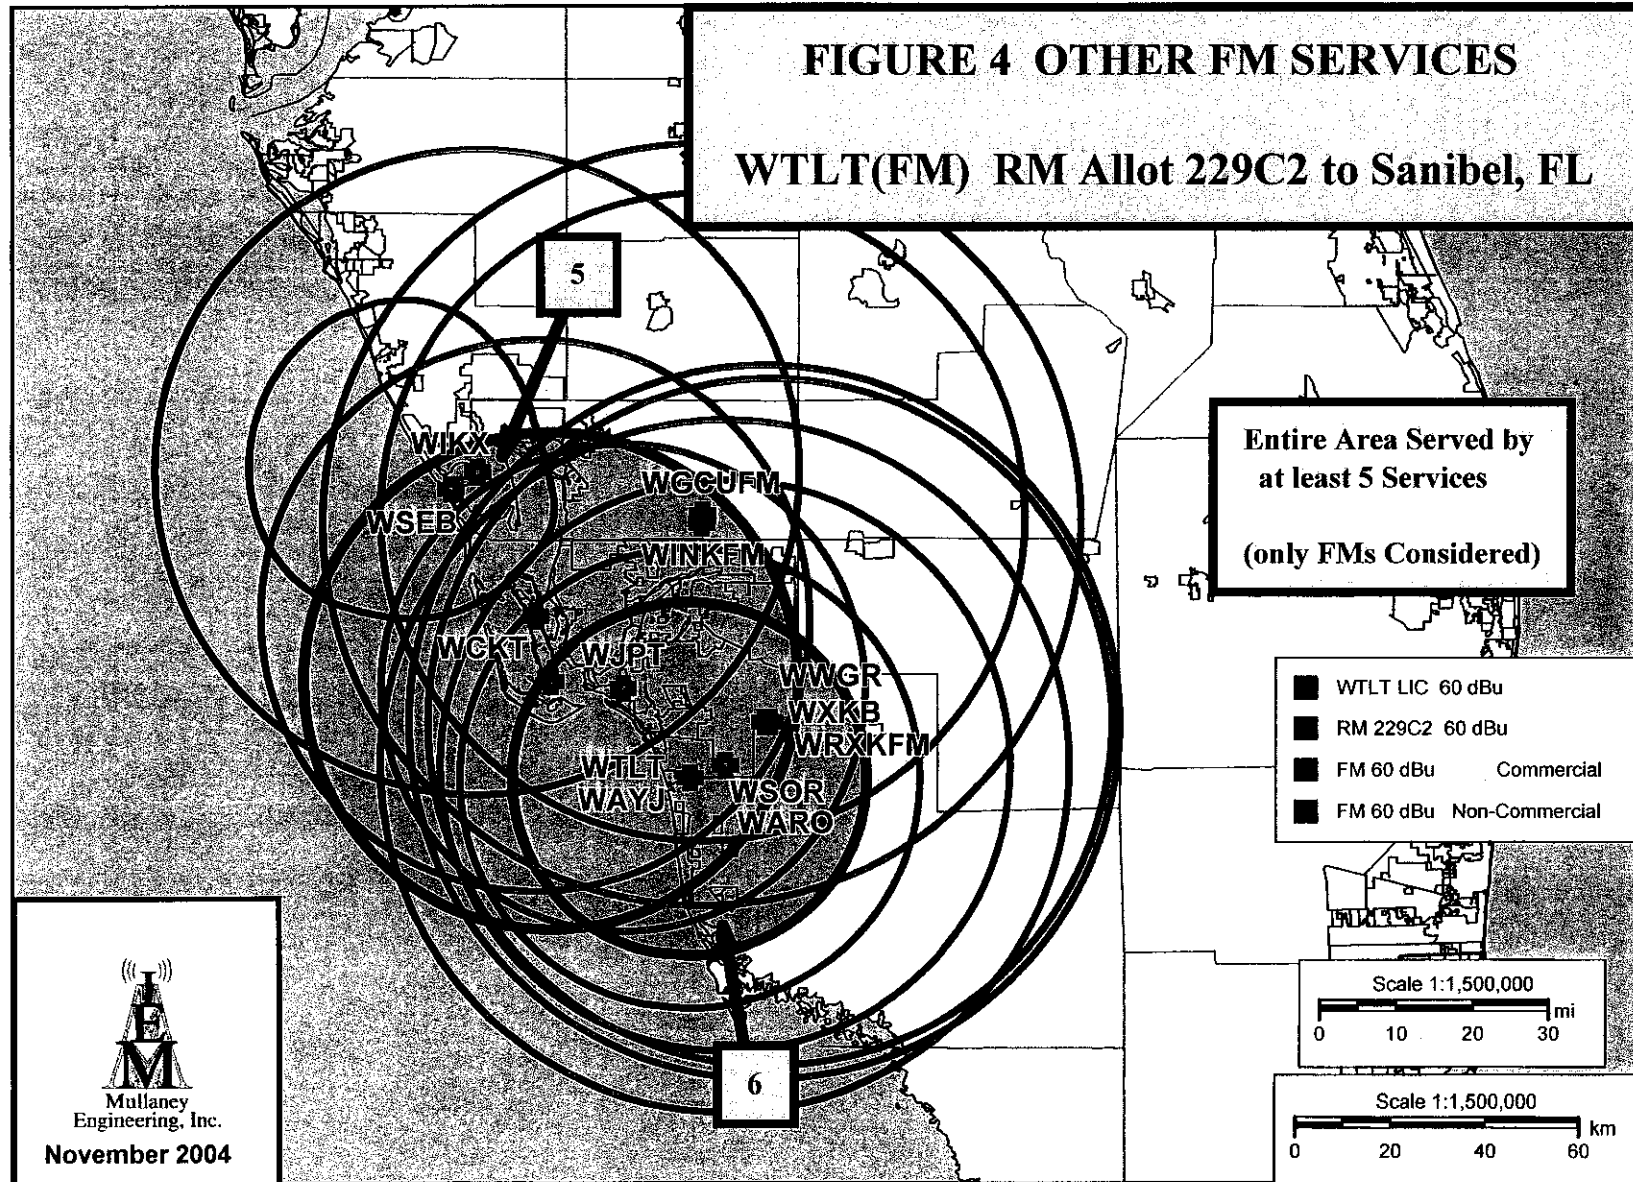 FIGURE 4 OTHER FM SERVICES
WTLT(FM) RM Allot 229C2 to Sanibel, FL
5
Entire Area Served by
at least 5 Services
(only FMs Considered)
WIKX
WSEB
WGCUFM
WINKFM
WCKT
WJPT
WWGR
WXKB
WRXKFM
WTLT
WAYJ
WSOR
WARO
WTLT LIC 60 dBu
RM 229C2 60 dBu
FM 60 dBu Commercial
FM 60 dBu Non-Commercial
6
Scale 1:1,500,000
mi
0 10 20 30
Scale 1:1,500,000
km
0 20 40 60
IEM
Mullaney
Engineering, Inc.
November 2004